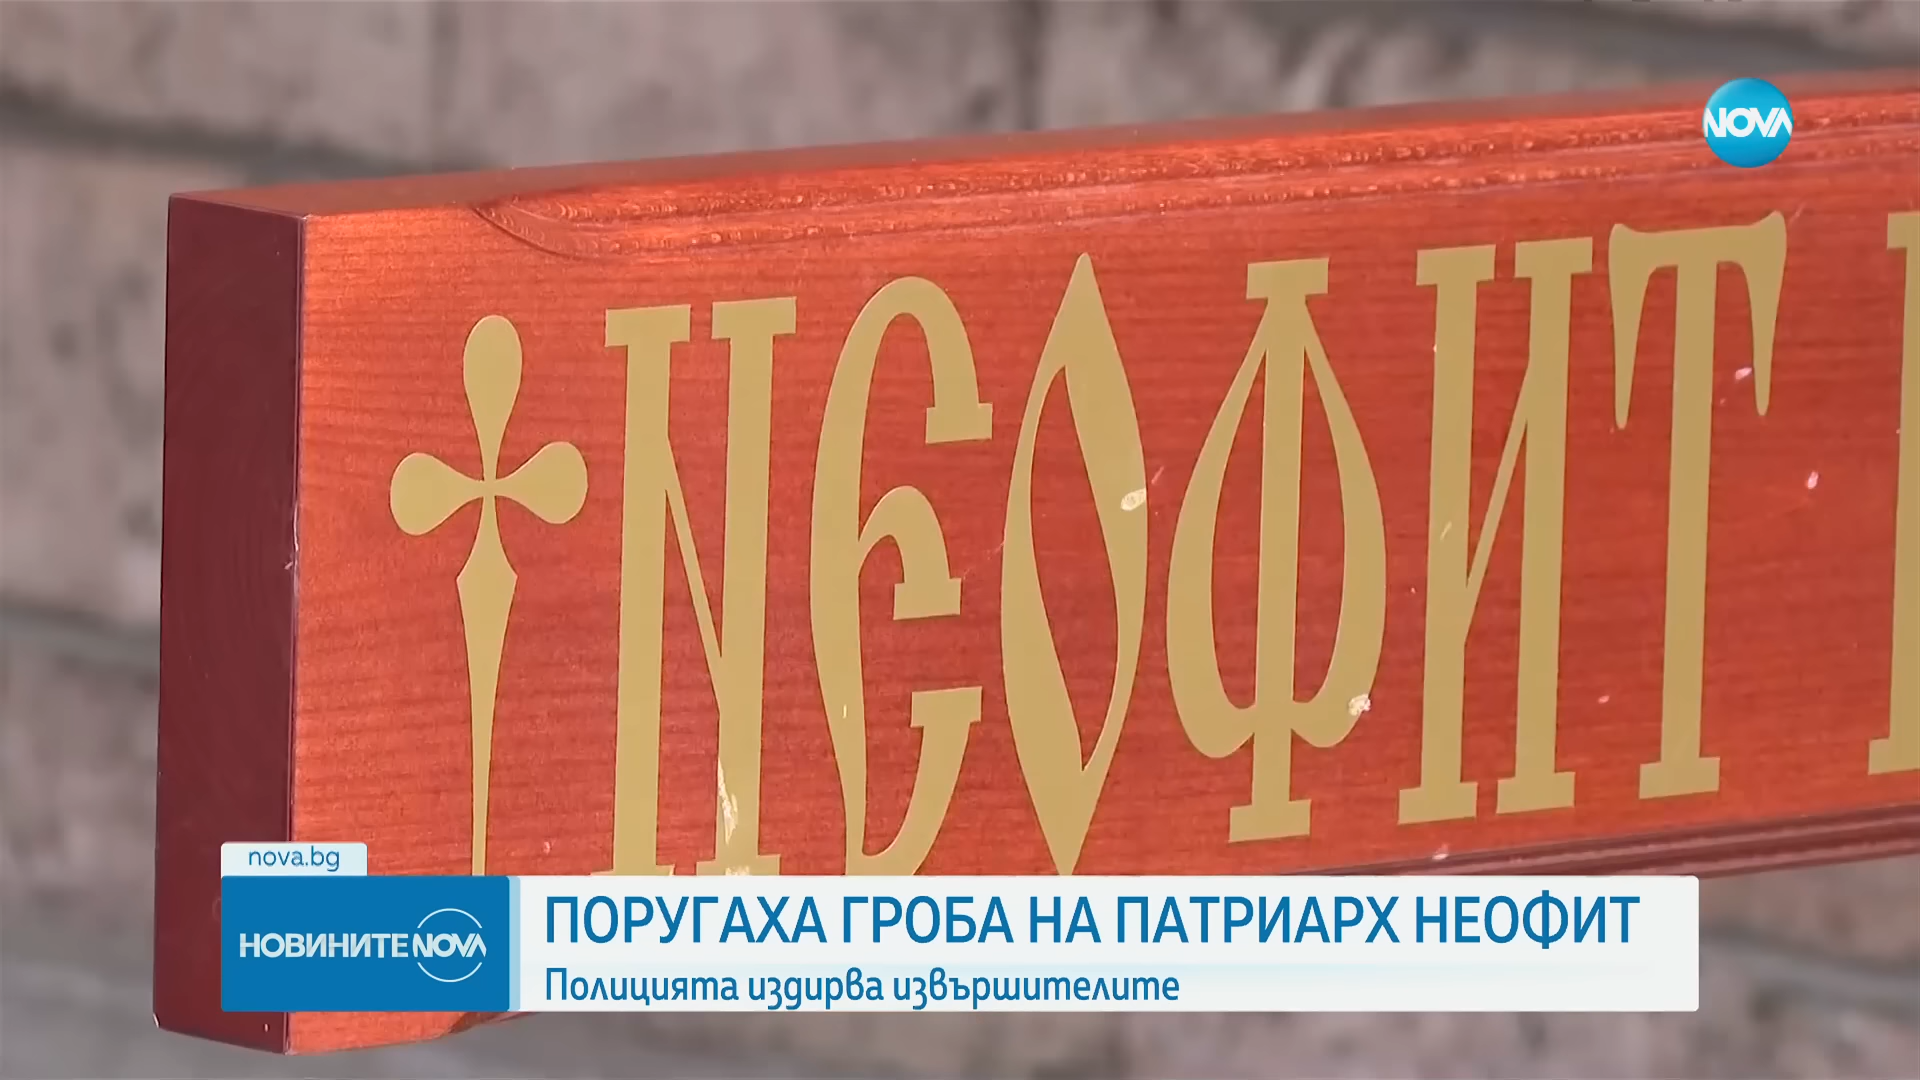 NOVA
НЕОФИТ
nova.bg
НОВИНИТЕ NOVA
ПОРУГАХА ГРОБА НА ПАТРИАРХ НЕОФИТ
Полицията издирва извършителите